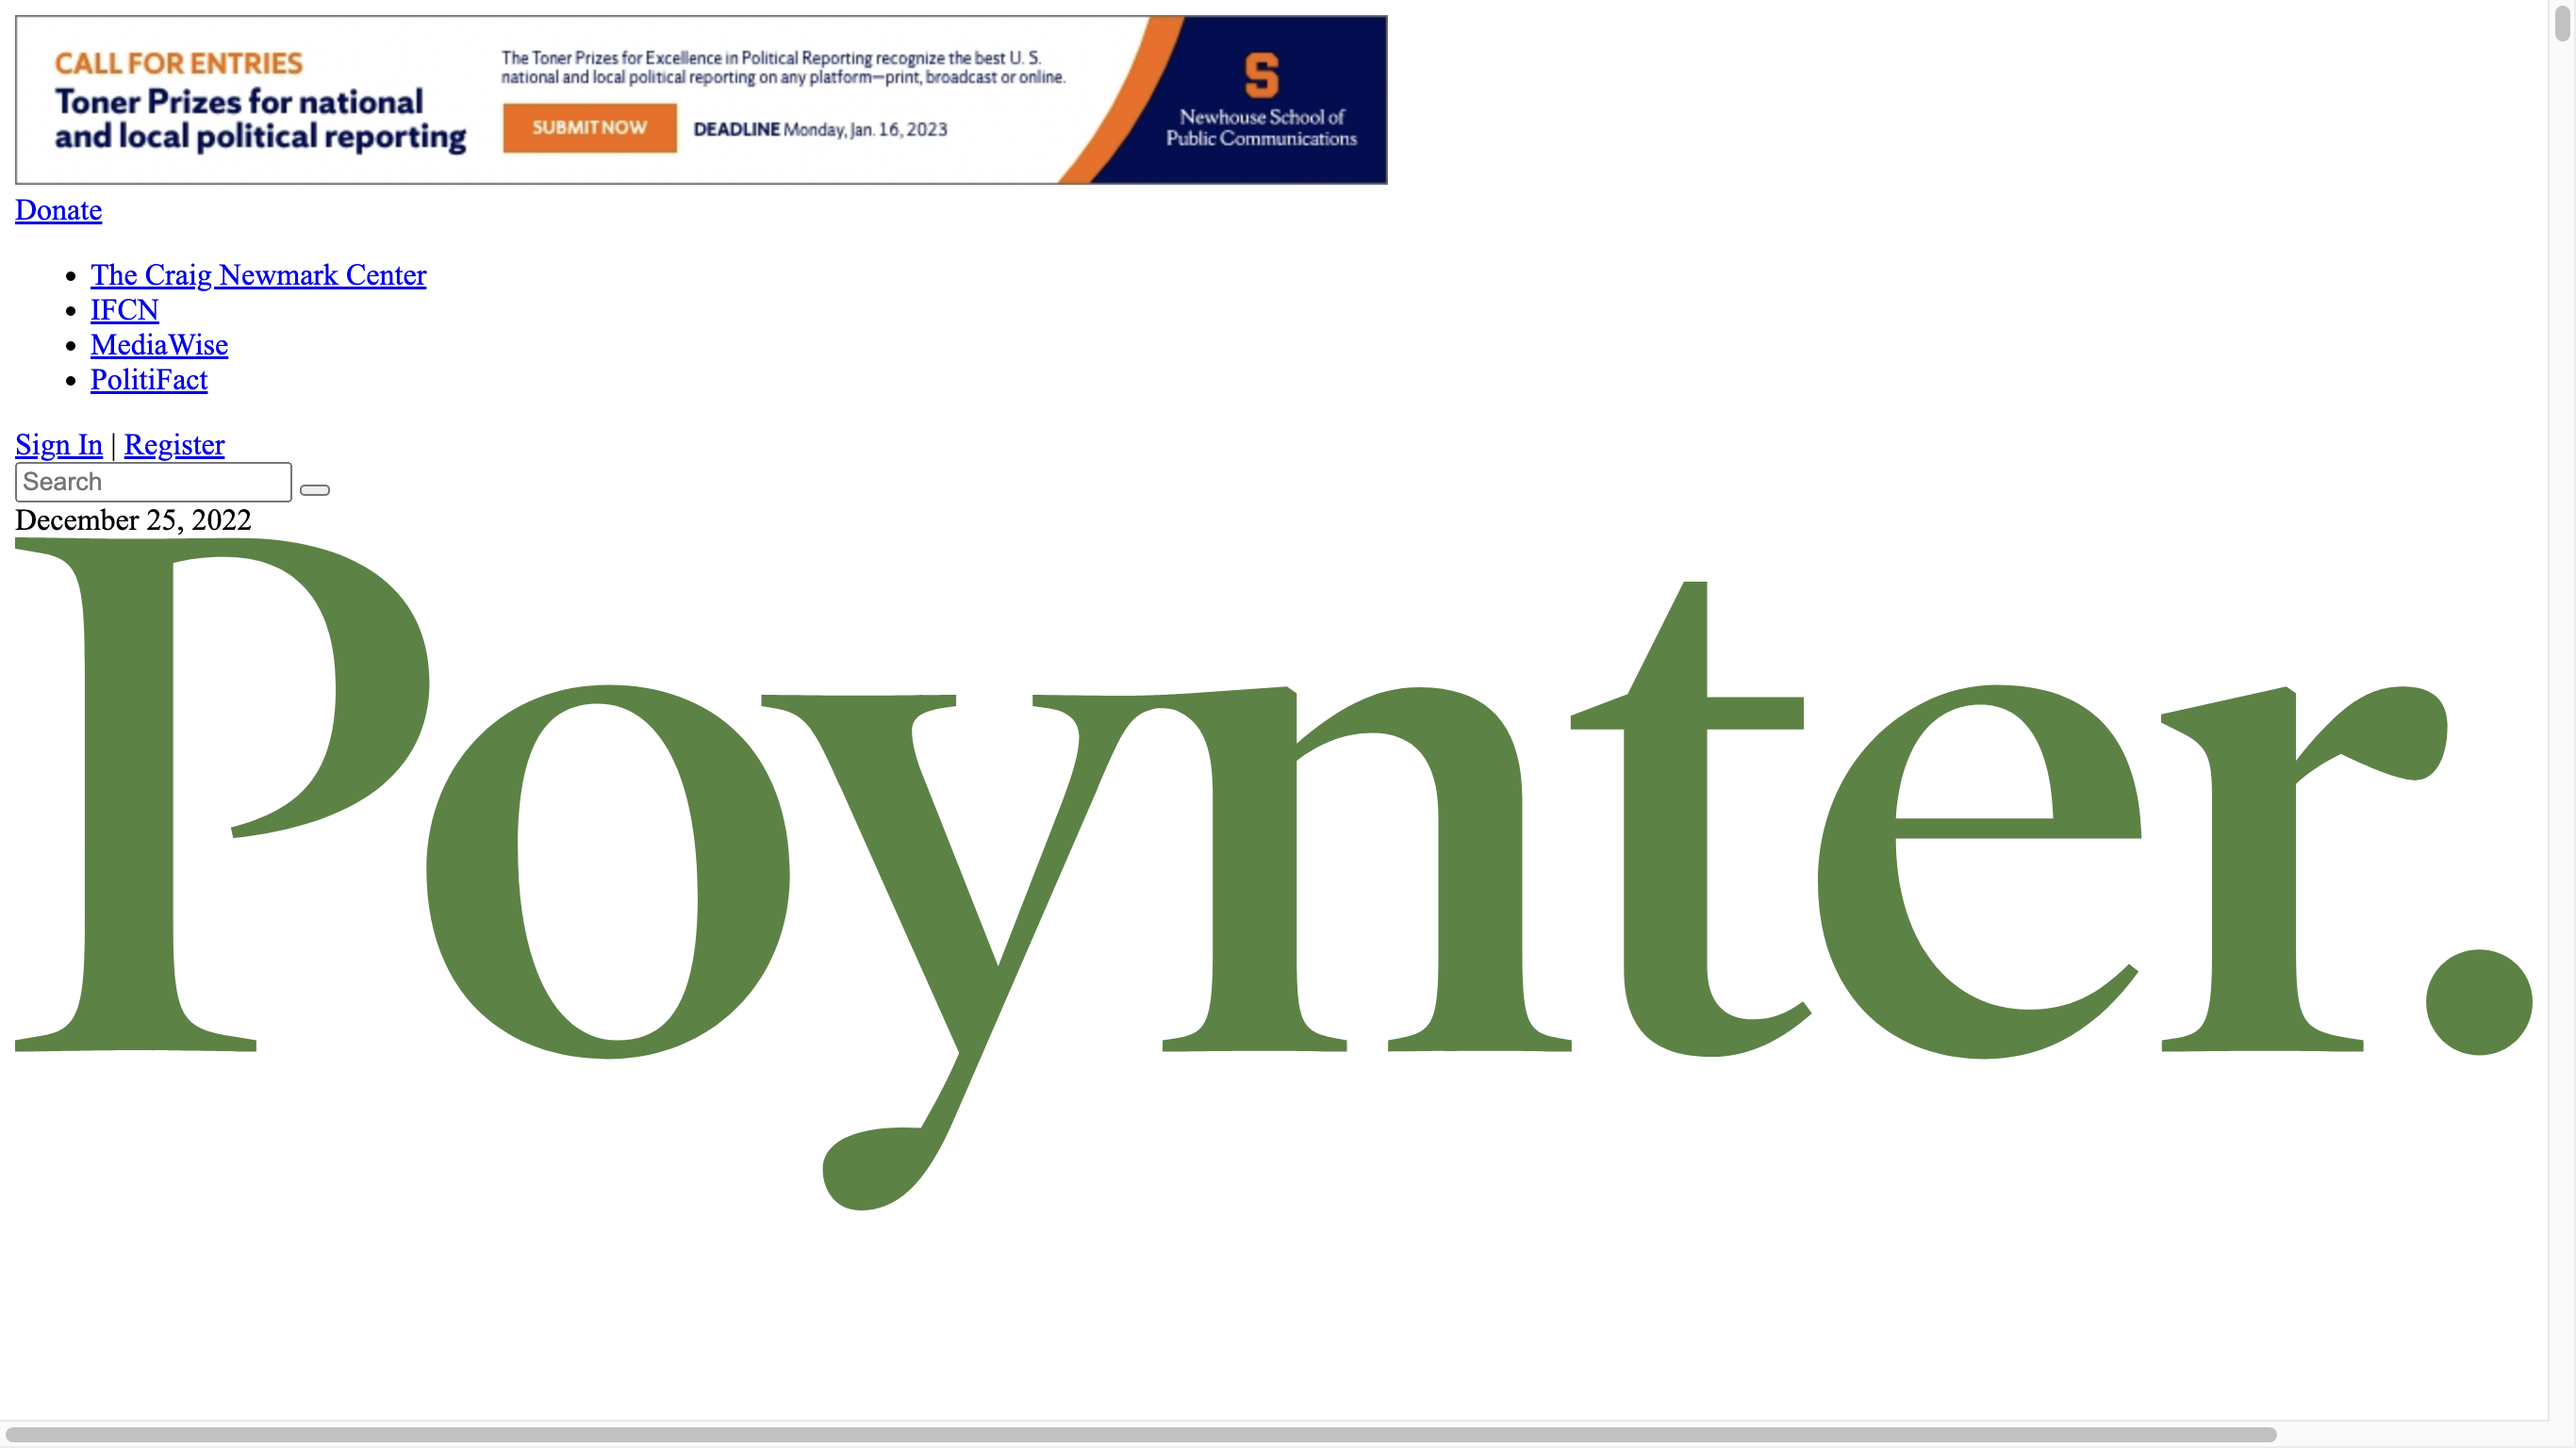 CALL FOR ENTRIES
Toner Prizes for national
and local political reporting
The Toner Prizes for Excellence in Political Reporting recognize the best U. S.
national and local political reporting on any platform—print, broadcast or online.
SUBMIT NOW
DEADLINE Monday, Jan. 16, 2023
S
Newhouse School of
Public Communications
Donate
The Craig Newmark Center
IFCN
MediaWise
PolitiFact
Sign In | Register
Search
December 25, 2022
Poynter.